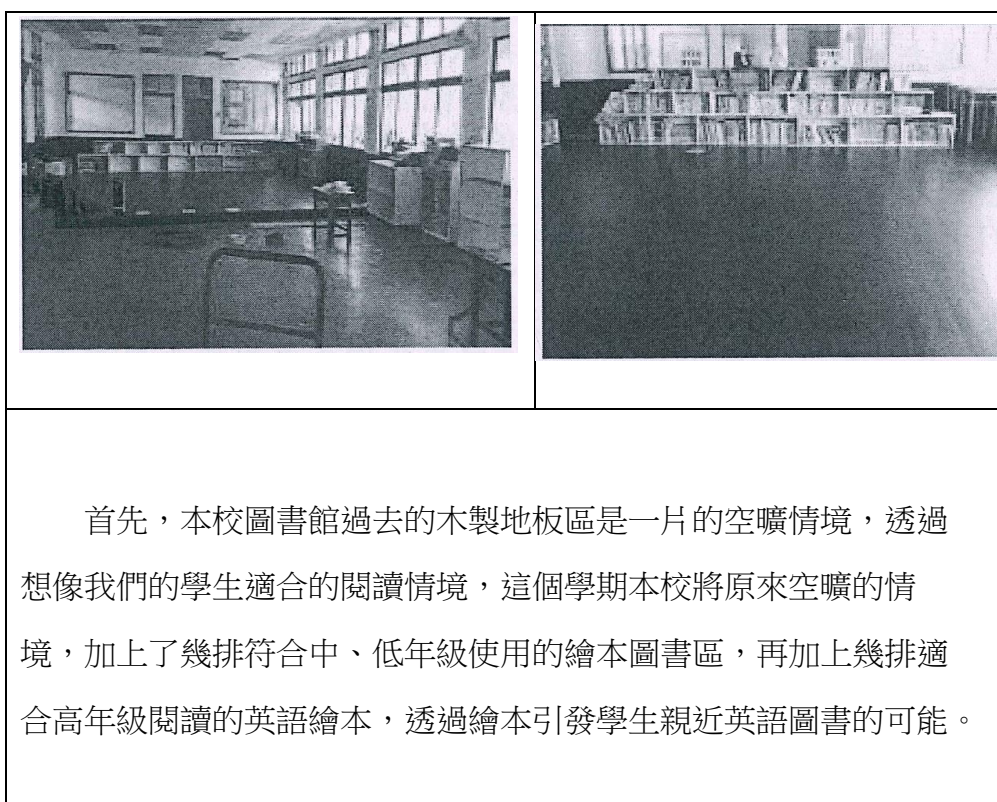 首先，本校圖書館過去的木製地板區是一片的空曠情境，透過
想像我們的學生適合的閱讀情境，這個學期本校將原來空曠的情
境，加上了幾排符合中、低年級使用的繪本圖書區，再加上幾排適
合高年級閱讀的英語繪本，透過繪本引發學生親近英語圖書的可能。